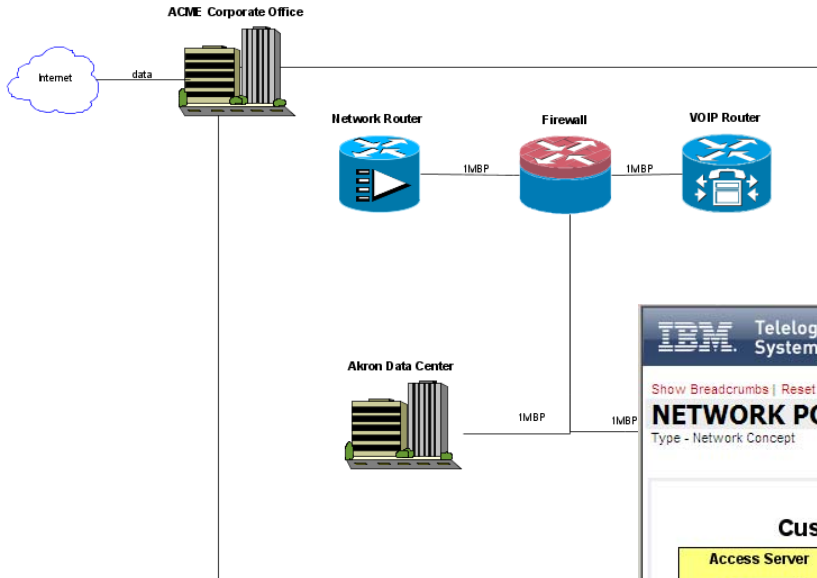 ACME Corporate Office
Internet
data
Network Router
Firewall
VOIP Router
1MBP
1MBP
Akron Data Center
1MBP
1MBP
IBM.
Telelog
System
Show Breadcrumbs | Reset
NETWORK PO
Type - Network Concept
Cus
Access Server